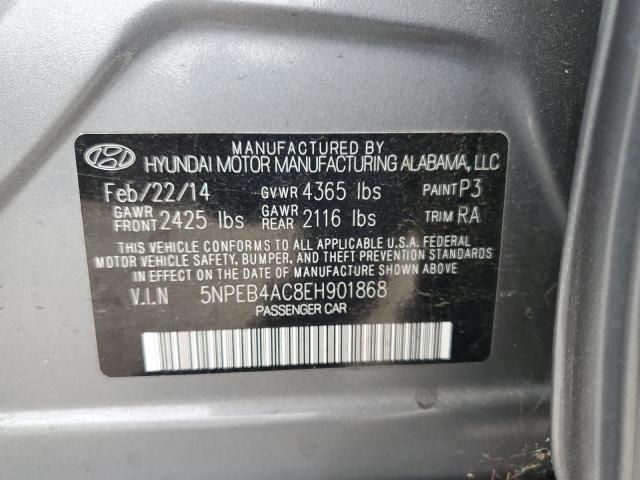 MANUFACTURED BY
HYUNDAI MOTOR MANUFACTURING ALABAMA, LLC
Feb/22/14 GVWR 4365 lbs PAINT P3
GAWR FRONT 2425 lbs GAWR REAR 2116 lbs TRIM RA
THIS VEHICLE CONFORMS TO ALL APPLICABLE U.S.A. FEDERAL
MOTOR VEHICLE SAFETY, BUMPER, AND THEFT PREVENTION STANDARDS
IN EFFECT ON THE DATE OF MANUFACTURE SHOWN ABOVE.
V.I.N 5NPEB4AC8EH901868
PASSENGER CAR